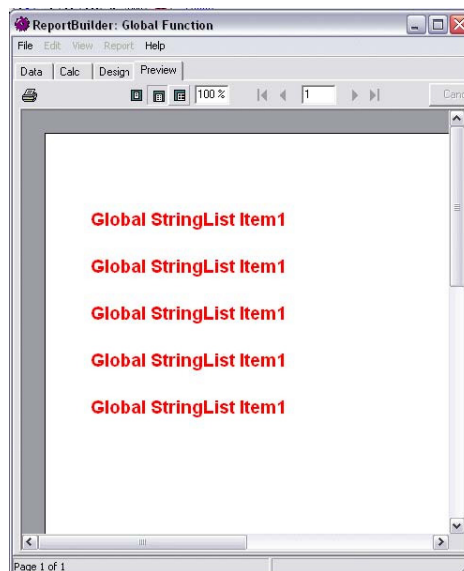 ReportBuilder: Global Function
File Edit View Report Help
Data Calc Design Preview
100 % 1
Global StringList Item1
Global StringList Item1
Global StringList Item1
Global StringList Item1
Global StringList Item1
Page 1 of 1